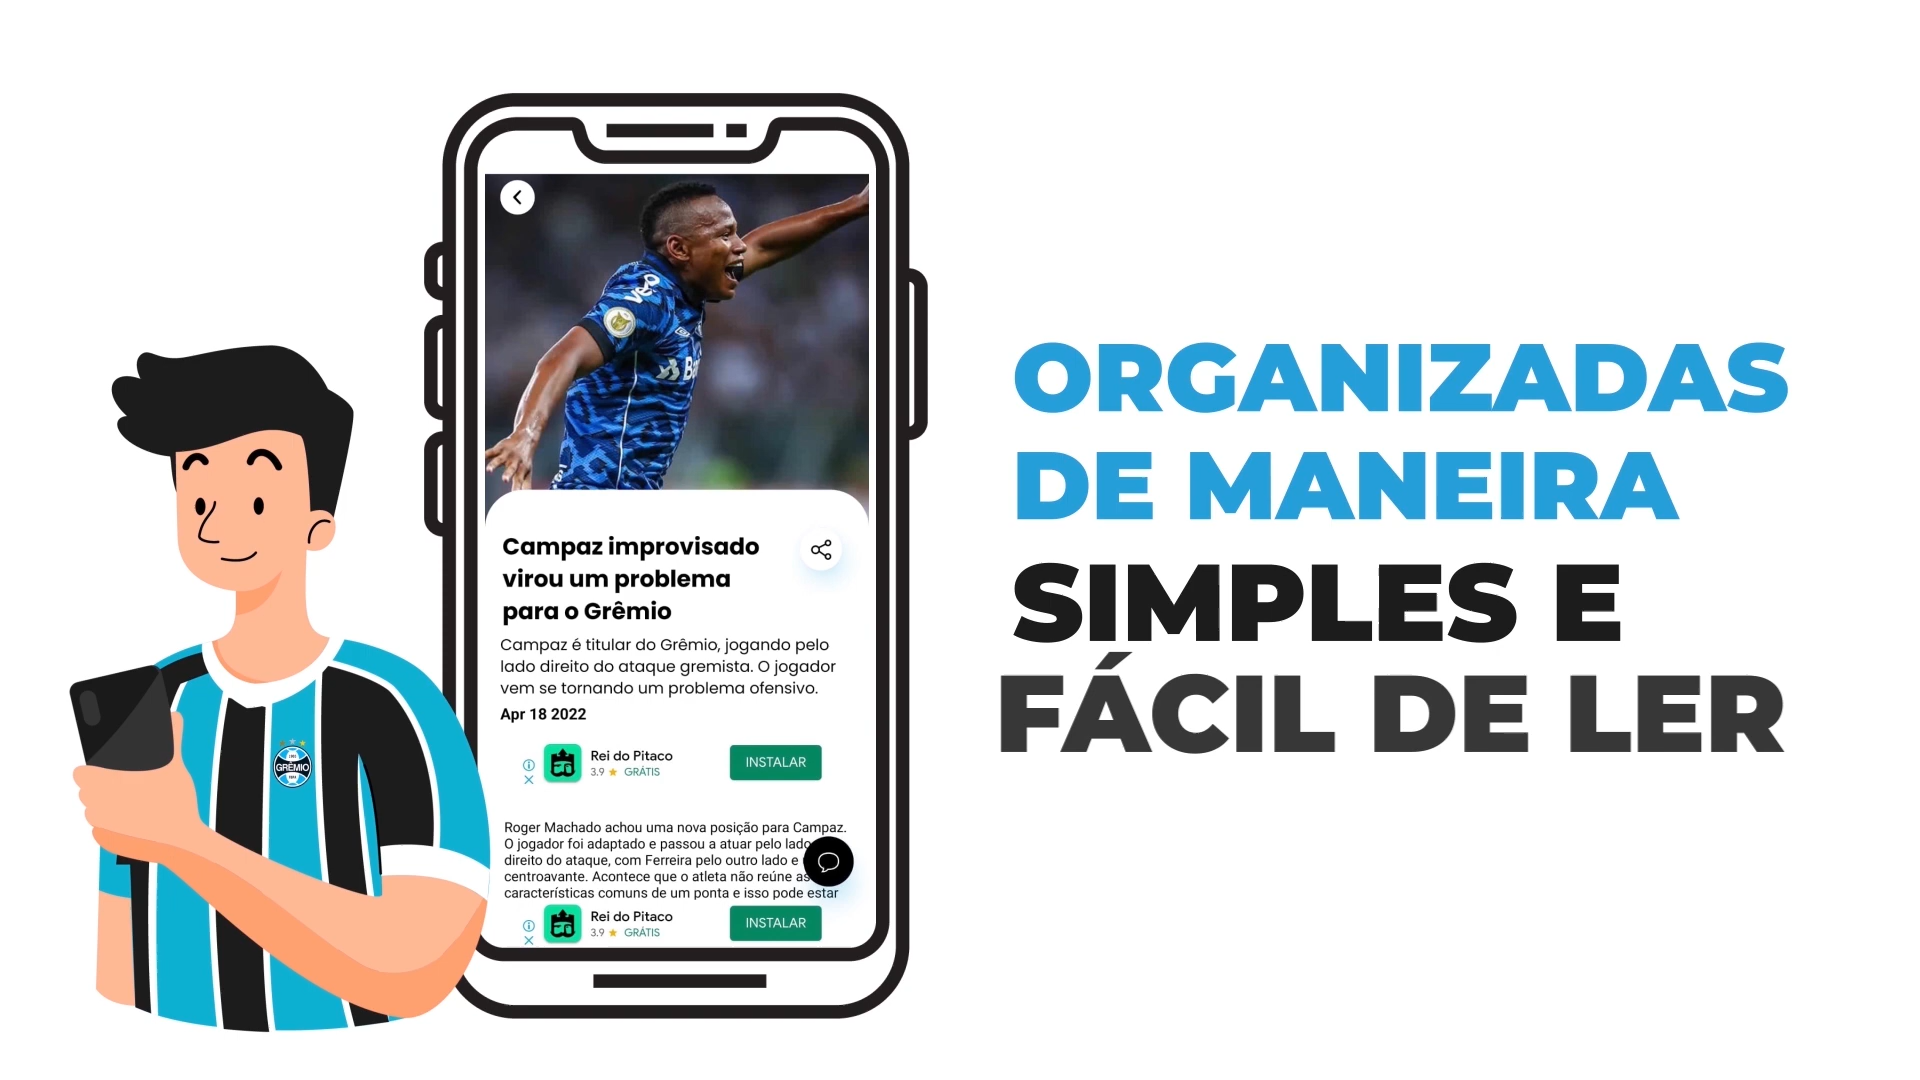 Campaz improvisado
virou um problema
para o Grêmio
Campaz é titular do Grêmio, jogando pelo
lado direito do ataque gremista. O jogador
vem se tornando um problema ofensivo.
Apr 18 2022
Rei do Pitaco
3.9 ★ GRÁTIS
INSTALAR
Roger Machado achou uma nova posição para Campaz.
O jogador foi adaptado e passou a atuar pelo lado
direito do ataque, com Ferreira pelo outro lado e
centroavante. Acontece que o atleta não reúne as
características comuns de um ponta e isso pode estar
Rei do Pitaco
3.9 ★ GRÁTIS
INSTALAR
GRÊMIO
ORGANIZADAS
DE MANEIRA
SIMPLES E
FÁCIL DE LER